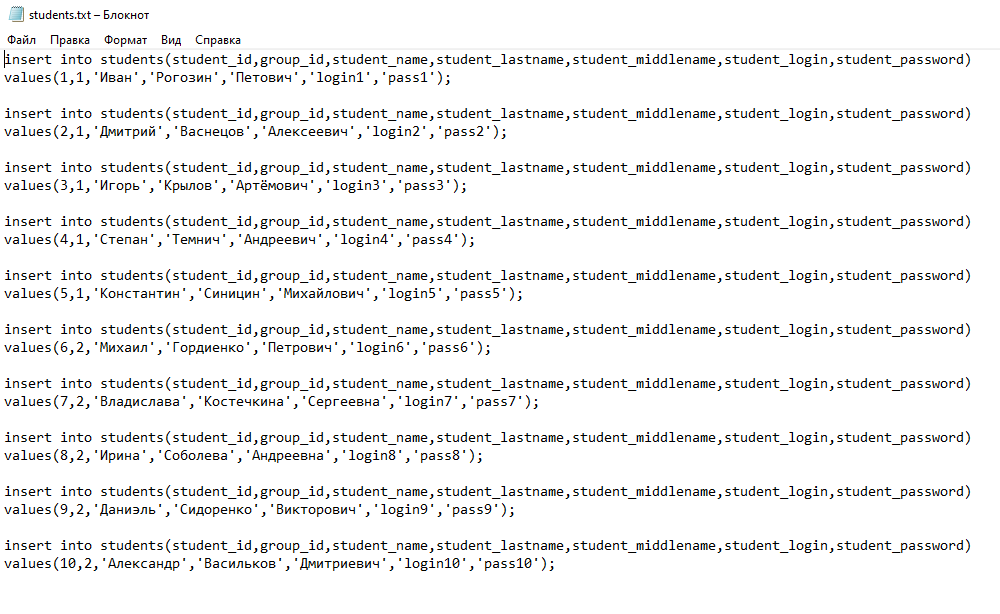 students.txt – Блокнот
Файл Правка Формат Вид Справка
insert into students(student_id,group_id,student_name,student_lastname,student_middlename,student_login,student_password)
values(1,1,'Иван','Рогозин','Петович','login1','pass1');
insert into students(student_id,group_id,student_name,student_lastname,student_middlename,student_login,student_password)
values(2,1,'Дмитрий','Васнецов','Алексеевич','login2','pass2');
insert into students(student_id,group_id,student_name,student_lastname,student_middlename,student_login,student_password)
values(3,1,'Игорь','Крылов','Артёмович','login3','pass3');
insert into students(student_id,group_id,student_name,student_lastname,student_middlename,student_login,student_password)
values(4,1,'Степан','Темнич','Андреевич','login4','pass4');
insert into students(student_id,group_id,student_name,student_lastname,student_middlename,student_login,student_password)
values(5,1,'Константин','Синицин','Михайлович','login5','pass5');
insert into students(student_id,group_id,student_name,student_lastname,student_middlename,student_login,student_password)
values(6,2,'Михаил','Гордиенко','Петрович','login6','pass6');
insert into students(student_id,group_id,student_name,student_lastname,student_middlename,student_login,student_password)
values(7,2,'Владислава','Костечкина','Сергеевна','login7','pass7');
insert into students(student_id,group_id,student_name,student_lastname,student_middlename,student_login,student_password)
values(8,2,'Ирина','Соболева','Андреевна','login8','pass8');
insert into students(student_id,group_id,student_name,student_lastname,student_middlename,student_login,student_password)
values(9,2,'Даниэль','Сидоренко','Викторович','login9','pass9');
insert into students(student_id,group_id,student_name,student_lastname,student_middlename,student_login,student_password)
values(10,2,'Александр','Васильков','Дмитриевич','login10','pass10');